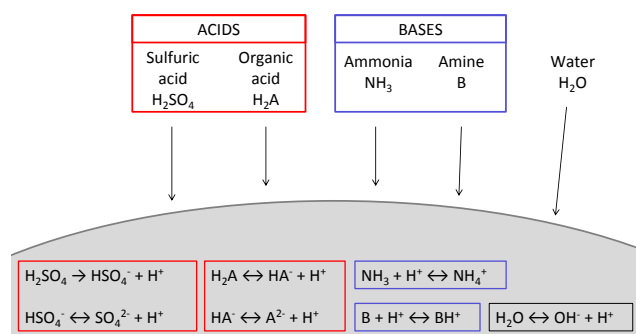 ACIDS
Sulfuric
acid
H₂SO₄
Organic
acid
H₂A
BASES
Ammonia
NH₃
Amine
B
Water
H₂O
H₂SO₄ → HSO₄⁻ + H⁺
HSO₄⁻ ↔ SO₄²⁻ + H⁺
H₂A ↔ HA⁻ + H⁺
HA⁻ ↔ A²⁻ + H⁺
NH₃ + H⁺ ↔ NH₄⁺
B + H⁺ ↔ BH⁺
H₂O ↔ OH⁻ + H⁺